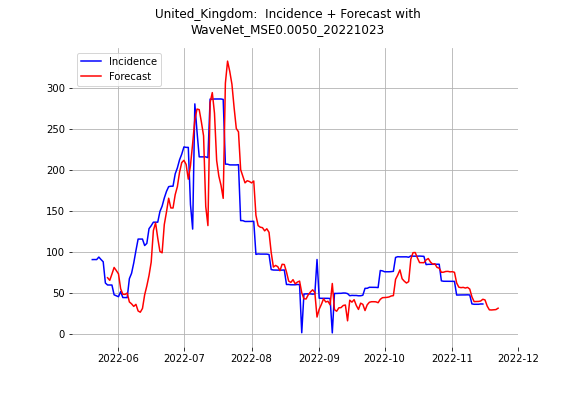 United_Kingdom:  Incidence + Forecast with
WaveNet_MSE0.0050_20221023
Incidence
Forecast
300
250
200
150
100
50
0
2022-06 2022-07 2022-08 2022-09 2022-10 2022-11 2022-12